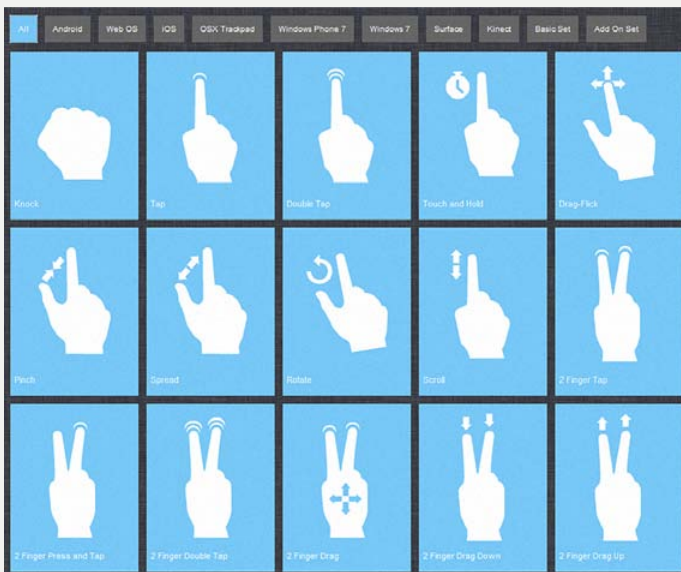 All Android Web OS iOS OSX Trackpad Windows Phone 7 Windows 7 Surface Kinect Basic Set Add On Set
Knock Tap Double Tap Touch and Hold Drag-Flick
Pinch Spread Rotate Scroll 2 Finger Tap
2 Finger Press and Tap 2 Finger Double Tap 2 Finger Drag 2 Finger Drag Down 2 Finger Drag Up